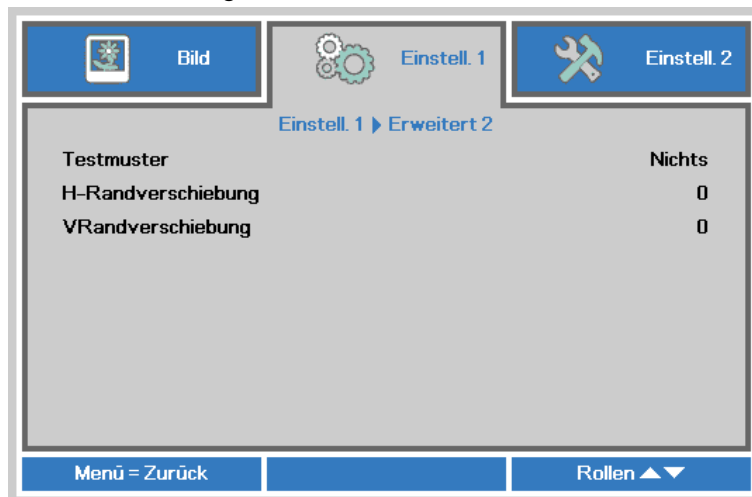 Bild
Einstell. 1
Einstell. 2
Einstell. 1 ▶ Erweitert 2
Testmuster Nichts
H-Randverschiebung 0
VRandverschiebung 0
Menü = Zurück Rollen ▲▼